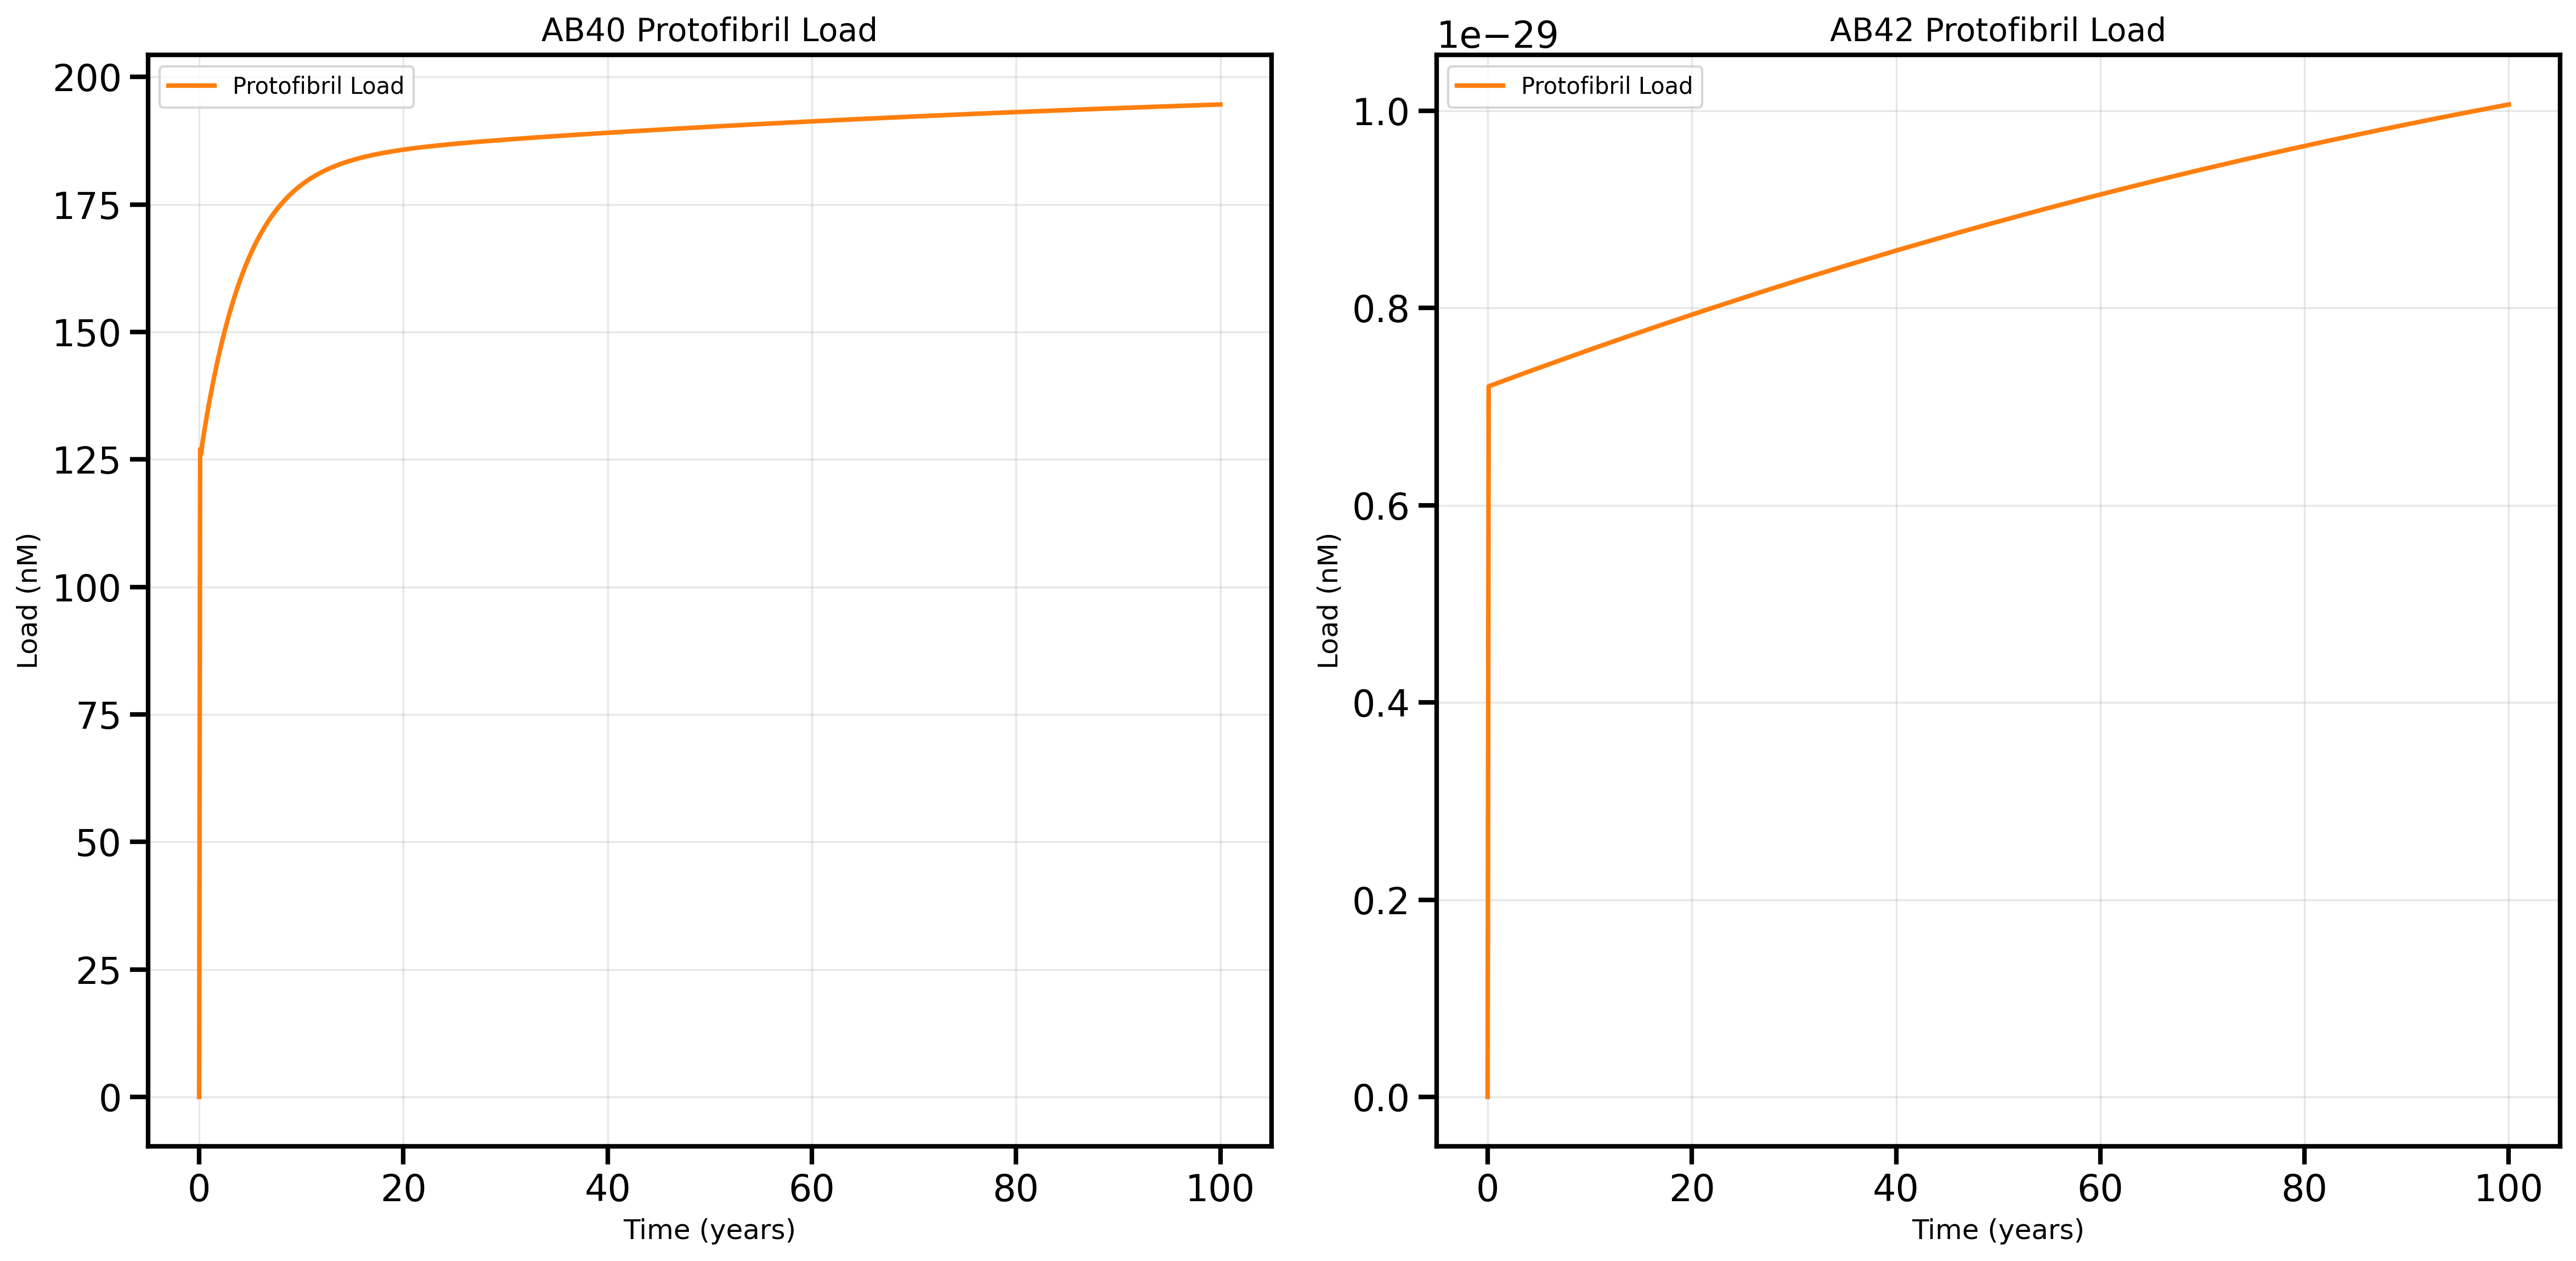 AB40 Protofibril Load
Protofibril Load
200
175
150
125
100
75
50
25
0
Load (nM)
0 20 40 60 80 100
Time (years)
AB42 Protofibril Load
1e−29
Protofibril Load
1.0
0.8
0.6
0.4
0.2
0.0
Load (nM)
0 20 40 60 80 100
Time (years)